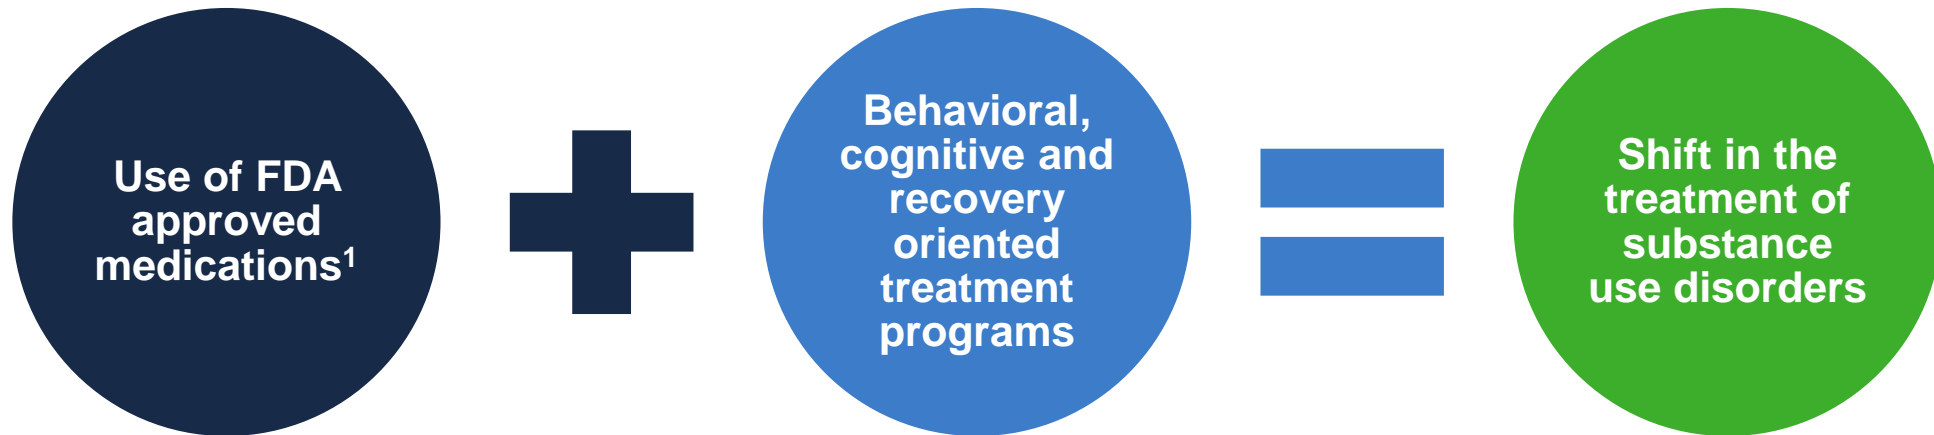 Use of FDA
approved
medications¹
Behavioral,
cognitive and
recovery
oriented
treatment
programs
Shift in the
treatment of
substance
use disorders